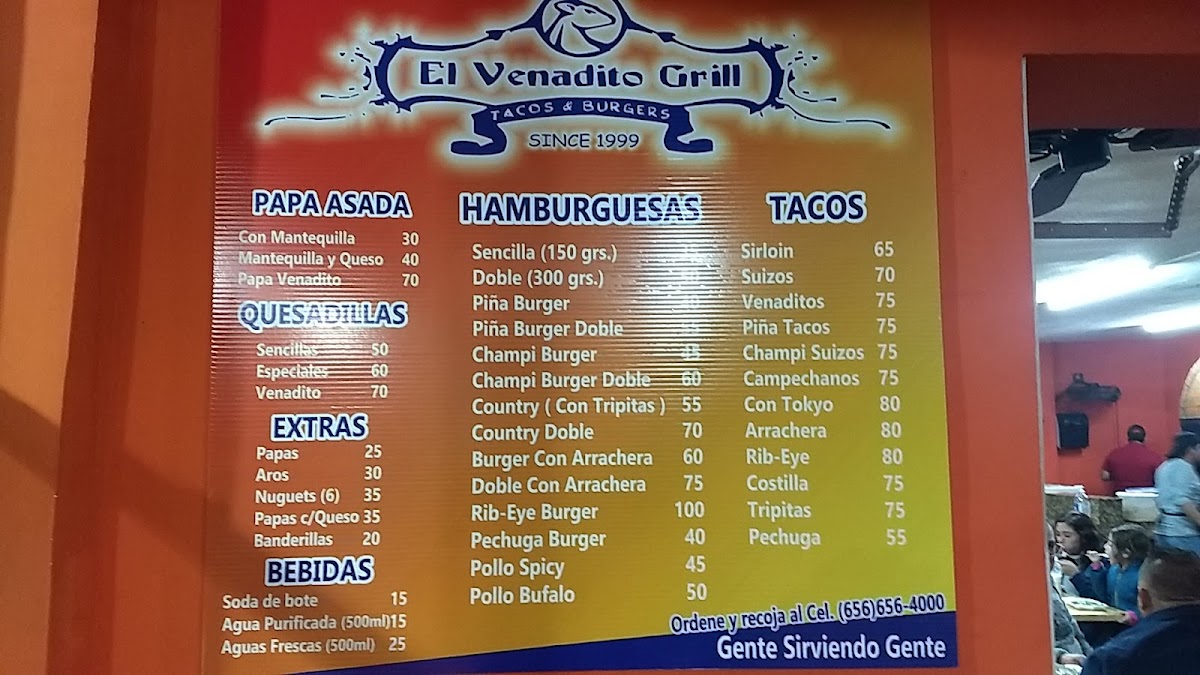 El Venadito Grill
TACOS & BURGERS
SINCE 1999
PAPA ASADA
Con Mantequilla 30
Mantequilla y Queso 40
Papa Venadito 70
QUESADILLAS
Sencillas 50
Especiales 60
Venadito 70
EXTRAS
Papas 25
Aros 30
Nuguets (6) 35
Papas c/Queso 35
Banderillas 20
BEBIDAS
Soda de bote 15
Agua Purificada (500ml) 15
Aguas Frescas (500ml) 25
HAMBURGUESAS
Sencilla (150 grs.)
Doble (300 grs.)
Piña Burger
Piña Burger Doble
Champi Burger 45
Champi Burger Doble 60
Country ( Con Tripitas ) 55
Country Doble 70
Burger Con Arrachera 60
Doble Con Arrachera 75
Rib-Eye Burger 100
Pechuga Burger 40
Pollo Spicy 45
Pollo Bufalo 50
TACOS
Sirloin 65
Suizos 70
Venaditos 75
Piña Tacos 75
Champi Suizos 75
Campechanos 75
Con Tokyo 80
Arrachera 80
Rib-Eye 80
Costilla 75
Tripitas 75
Pechuga 55
Ordene y recoja al Cel. (656)656-4000
Gente Sirviendo Gente